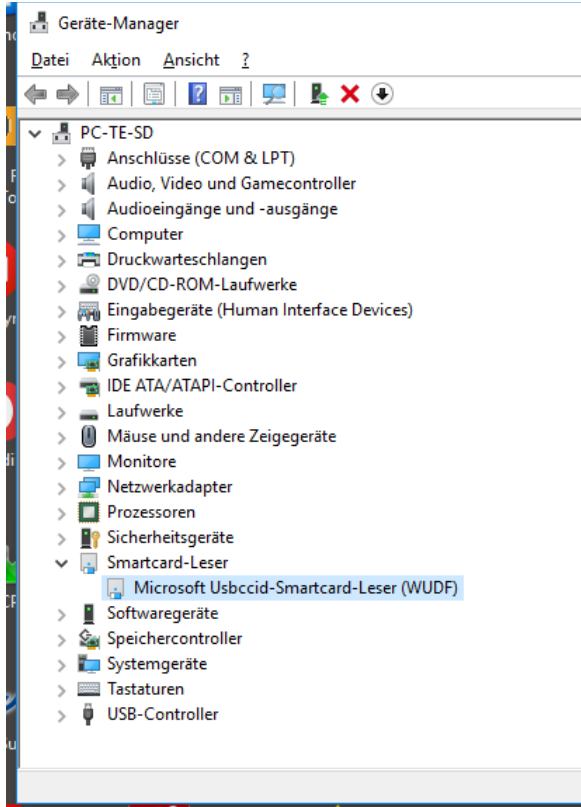 Geräte-Manager
Datei Aktion Ansicht ?
PC-TE-SD
Anschlüsse (COM & LPT)
Audio, Video und Gamecontroller
Audioeingänge und -ausgänge
Computer
Druckwarteschlangen
DVD/CD-ROM-Laufwerke
Eingabegeräte (Human Interface Devices)
Firmware
Grafikkarten
IDE ATA/ATAPI-Controller
Laufwerke
Mäuse und andere Zeigegeräte
Monitore
Netzwerkadapter
Prozessoren
Sicherheitsgeräte
Smartcard-Leser
Microsoft Usbccid-Smartcard-Leser (WUDF)
Softwaregeräte
Speichercontroller
Systemgeräte
Tastaturen
USB-Controller